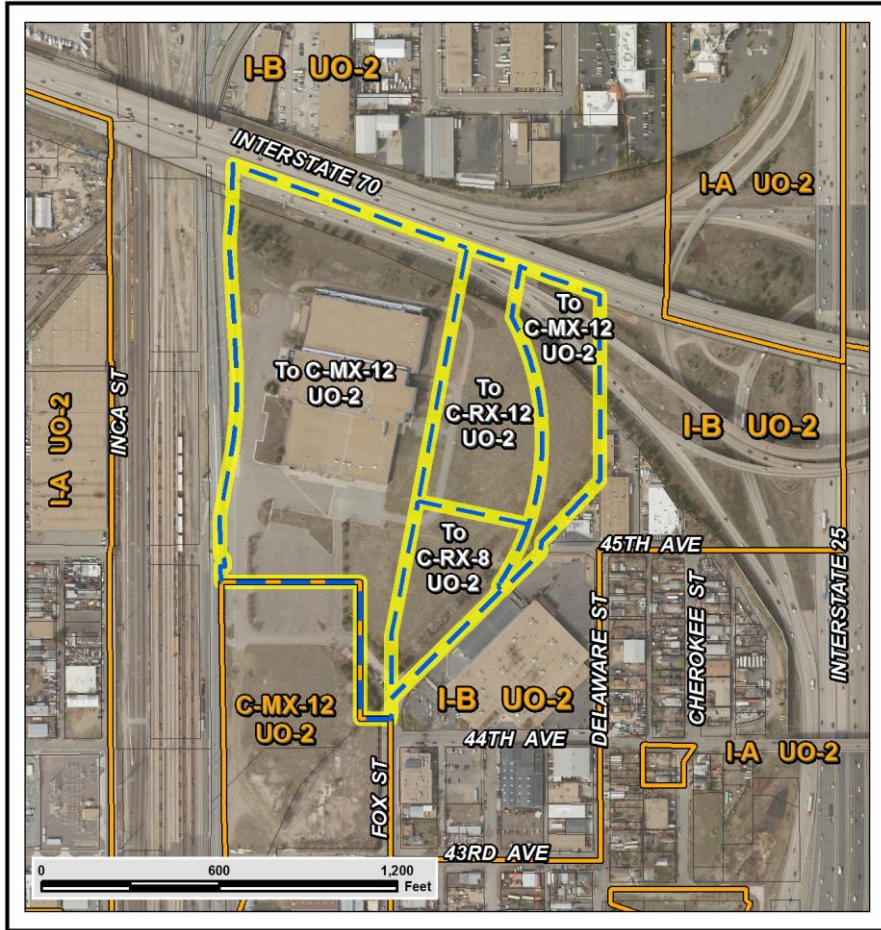 I-B UO-2
INTERSTATE 70
I-A UO-2
To
C-MX-12
UO-2
To C-MX-12
UO-2
To
C-RX-12
UO-2
I-B UO-2
INCA ST
I-A UO-2
To
C-RX-8
UO-2
45TH AVE
INTERSTATE 25
DELAWARE ST
CHEROKEE ST
C-MX-12
UO-2
I-B UO-2
44TH AVE
I-A UO-2
FOX ST
43RD AVE
0 600 1,200
Feet